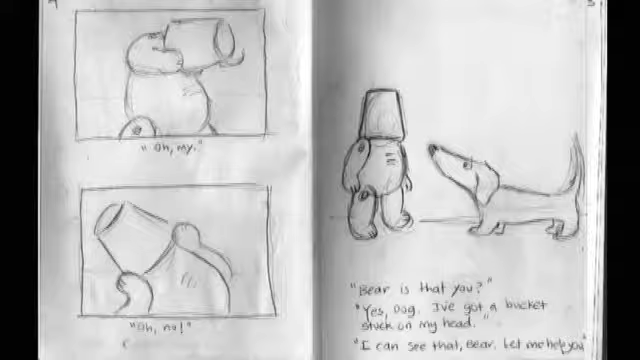 "Oh, my."
"Oh, no!"
"Bear is that you?"
"Yes, Dog. I've got a bucket
stuck on my head."
"I can see that, Bear. Let me help you